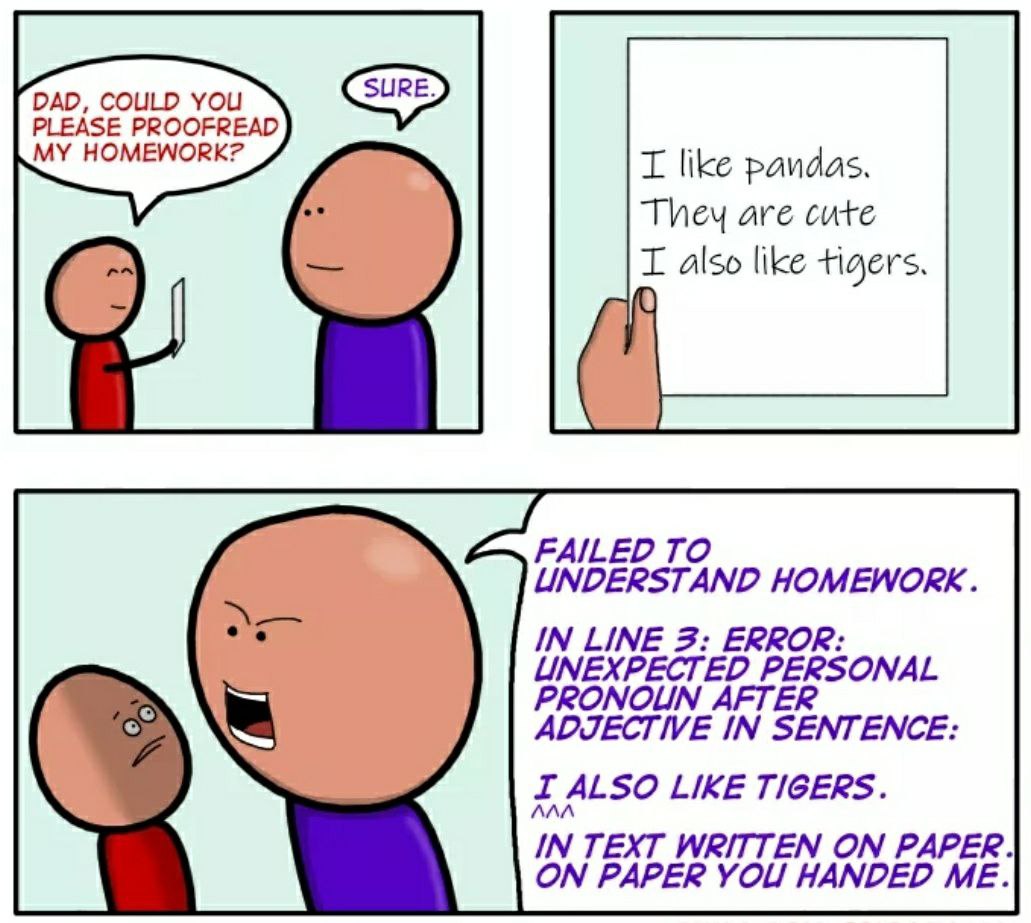 DAD, COULD YOU
PLEASE PROOFREAD
MY HOMEWORK?
SURE.
I like pandas.
They are cute
I also like tigers.
FAILED TO
UNDERSTAND HOMEWORK.
IN LINE 3: ERROR:
UNEXPECTED PERSONAL
PRONOUN AFTER
ADJECTIVE IN SENTENCE:
I ALSO LIKE TIGERS.
^^^
IN TEXT WRITTEN ON PAPER.
ON PAPER YOU HANDED ME.